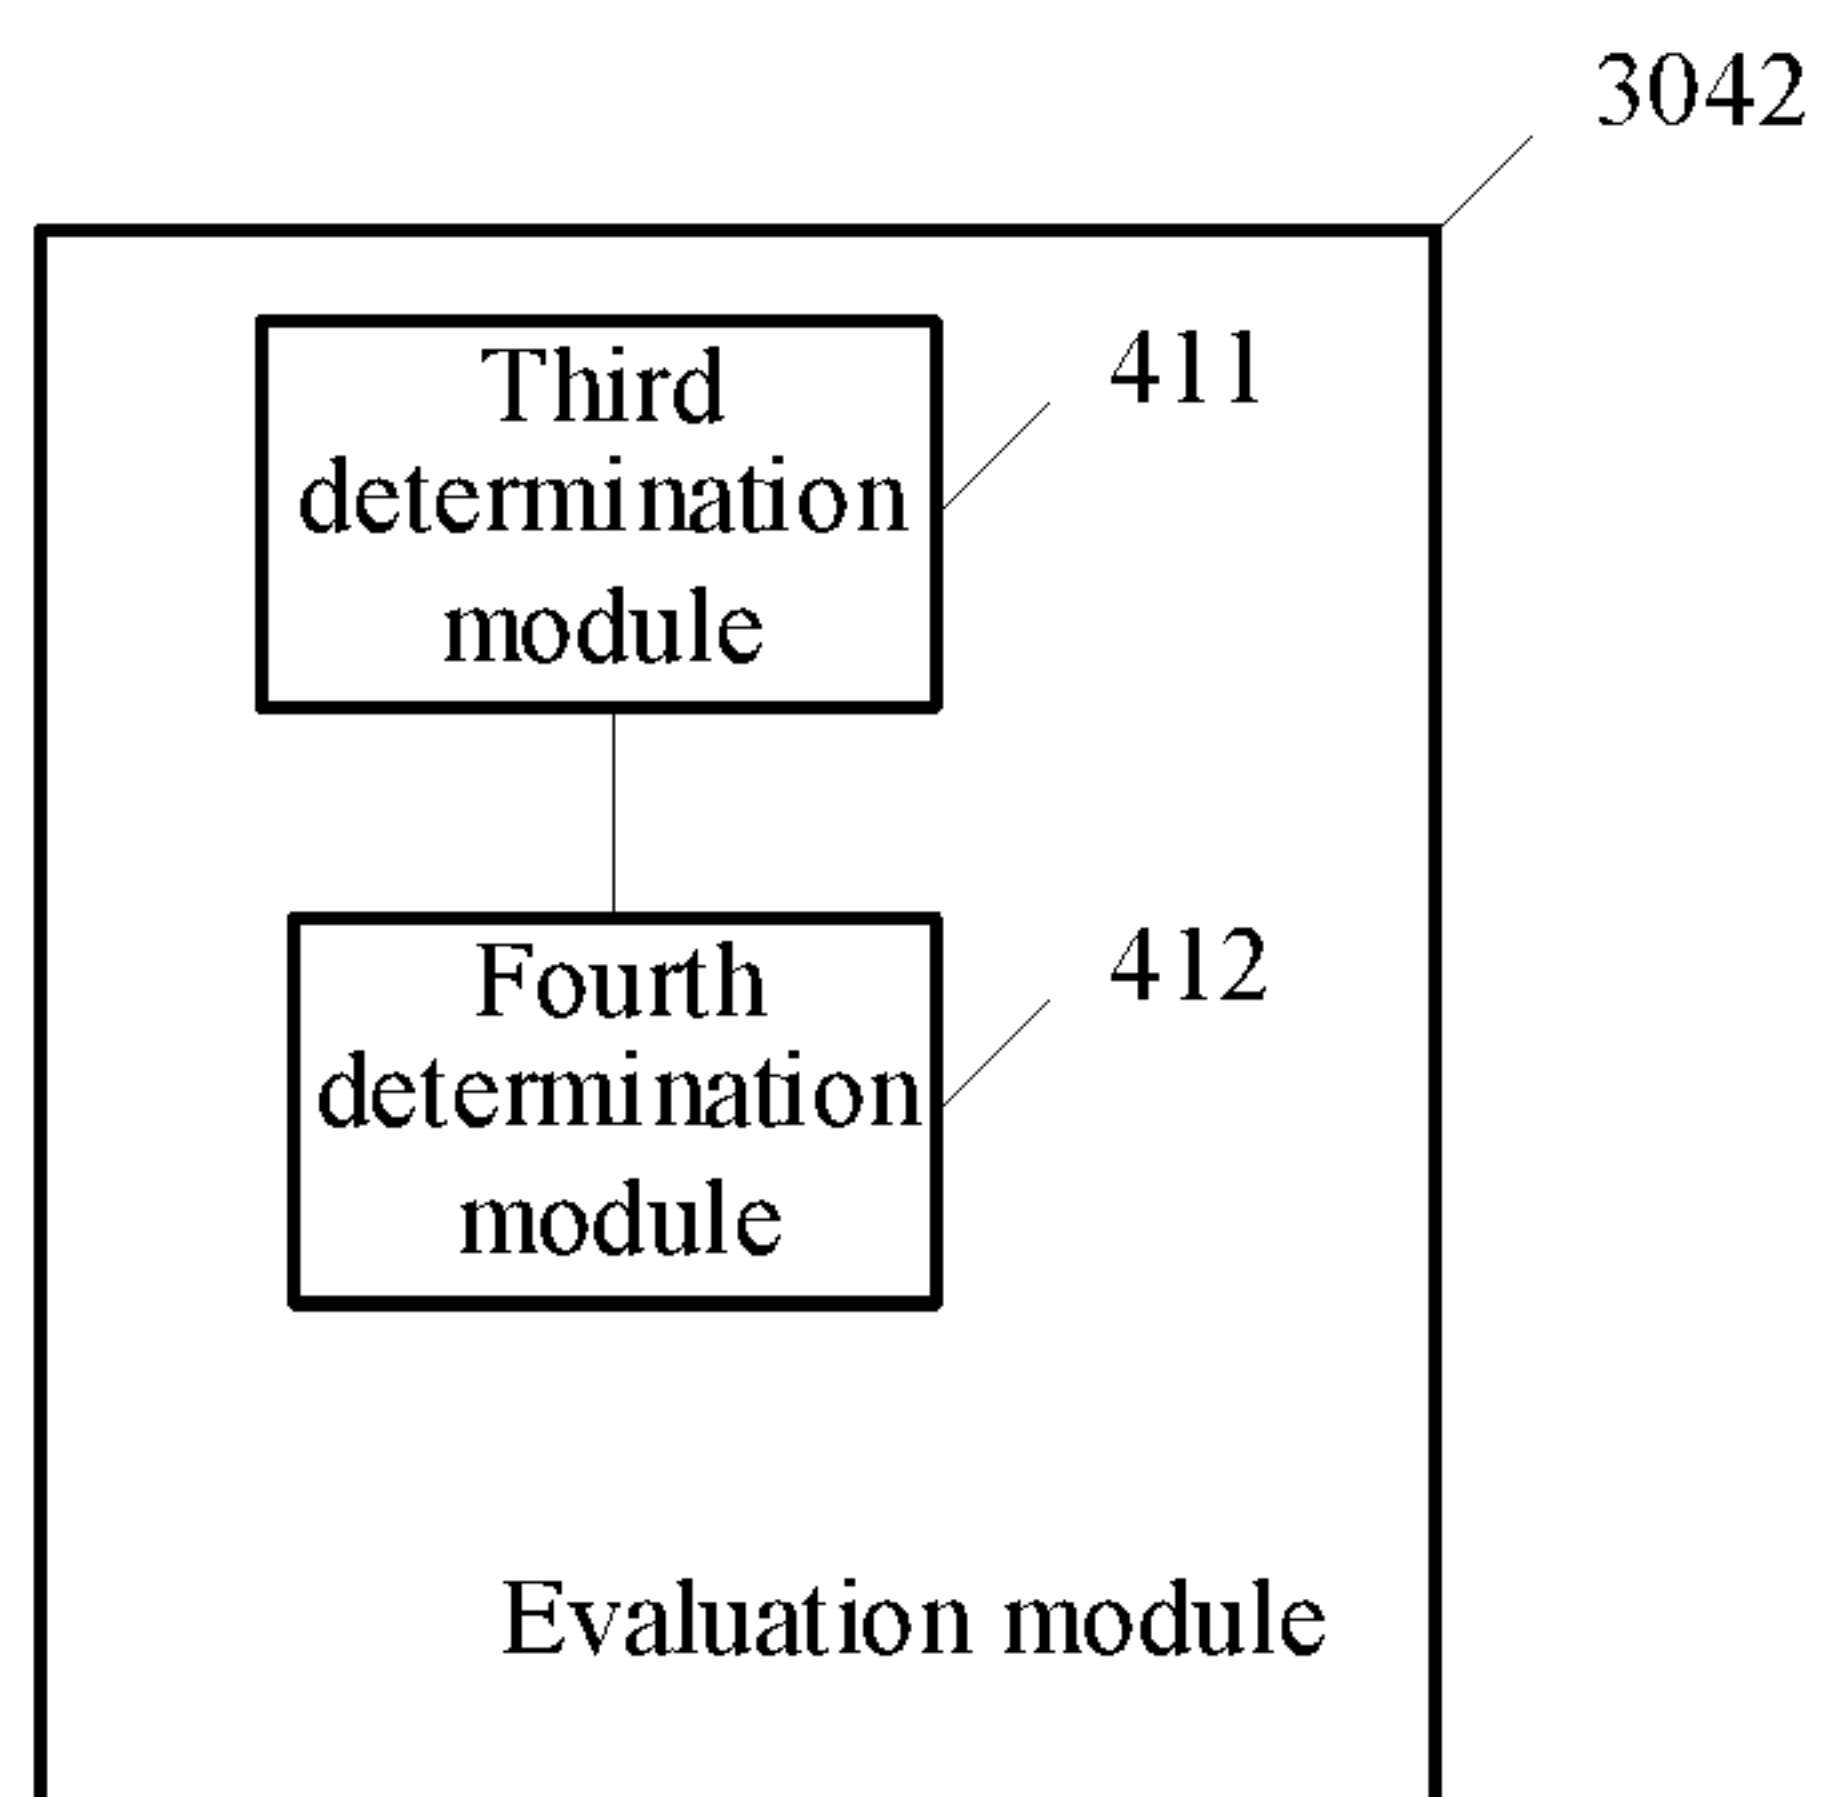 3042
Third
determination
module
411
Fourth
determination
module
412
Evaluation module